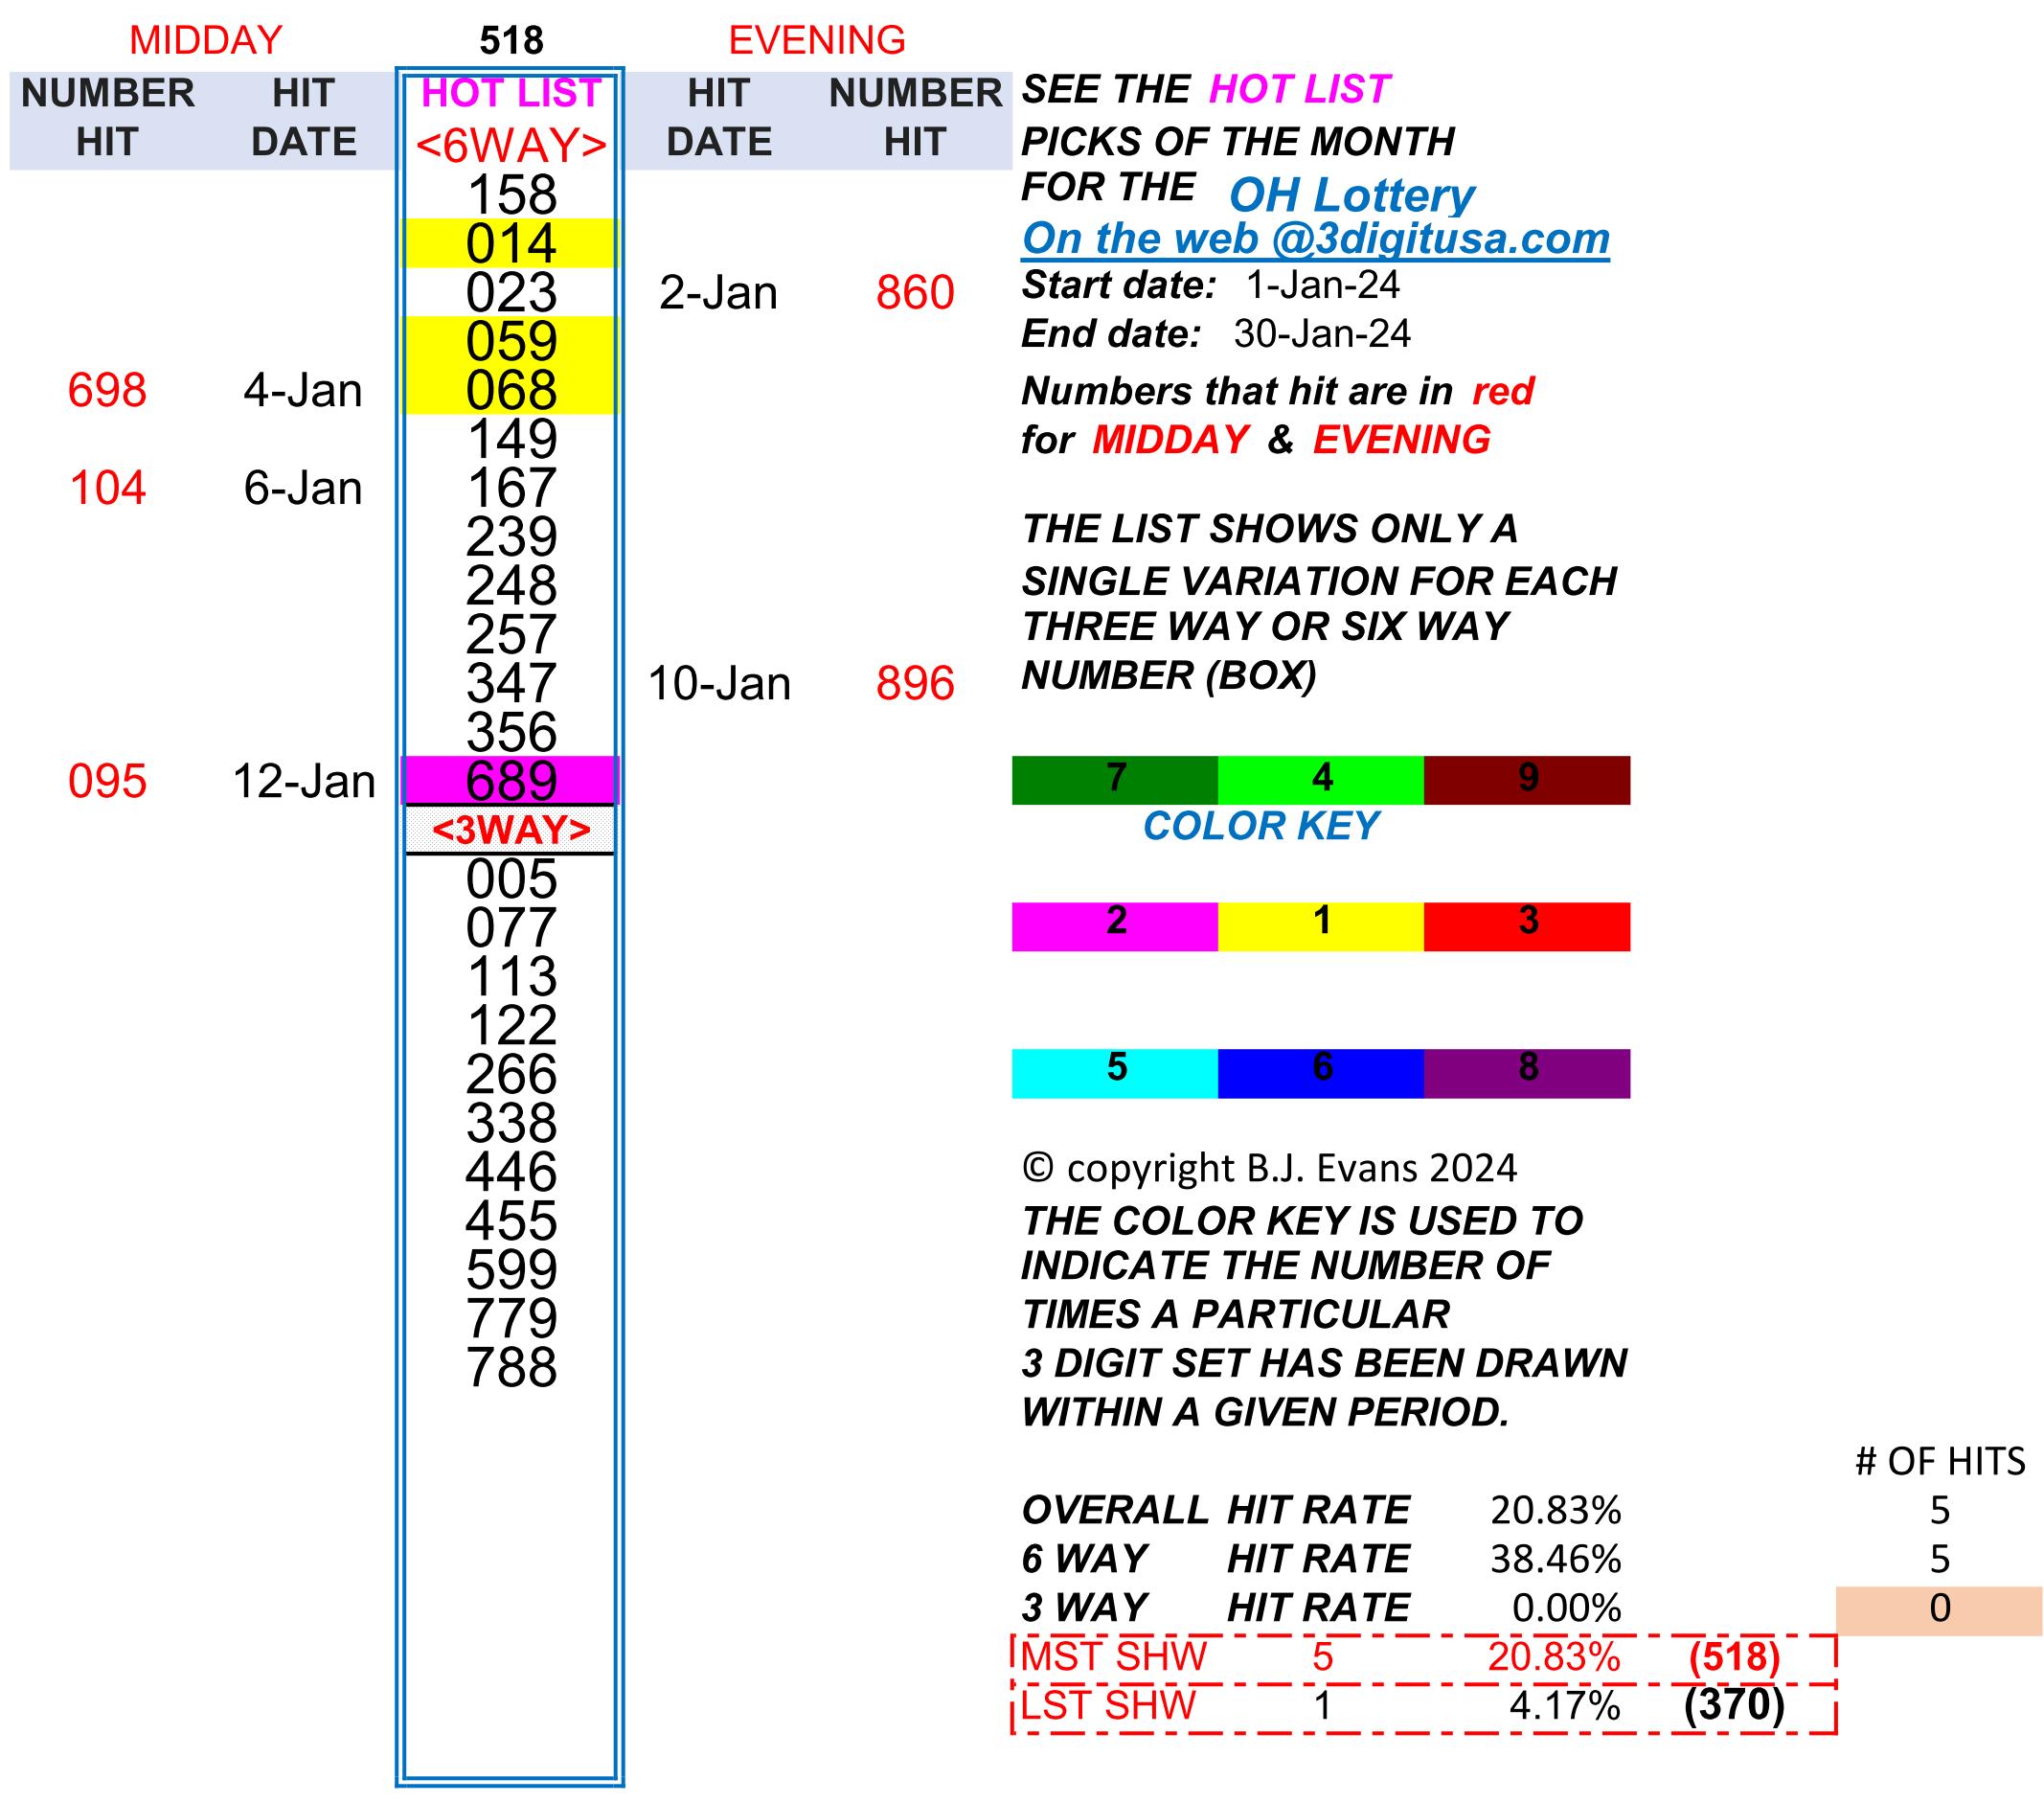 MIDDAY 518 EVENING
NUMBER HIT HOT LIST HIT NUMBER SEE THE HOT LIST
HIT DATE <6WAY> DATE HIT PICKS OF THE MONTH
158 FOR THE OH Lottery
014 On the web @3digitusa.com
023 2-Jan 860 Start date: 1-Jan-24
059 End date: 30-Jan-24
698 4-Jan 068 Numbers that hit are in red
149 for MIDDAY & EVENING
104 6-Jan 167
239 THE LIST SHOWS ONLY A
248 SINGLE VARIATION FOR EACH
257 THREE WAY OR SIX WAY
347 10-Jan 896 NUMBER (BOX)
356
095 12-Jan 689 7 4 9
<3WAY> COLOR KEY
005
077 2 1 3
113
122
266 5 6 8
338
446 © copyright B.J. Evans 2024
455 THE COLOR KEY IS USED TO
599 INDICATE THE NUMBER OF
779 TIMES A PARTICULAR
788 3 DIGIT SET HAS BEEN DRAWN
WITHIN A GIVEN PERIOD.
# OF HITS
OVERALL HIT RATE 20.83% 5
6 WAY HIT RATE 38.46% 5
3 WAY HIT RATE 0.00% 0
MST SHW 5 20.83% (518)
LST SHW 1 4.17% (370)